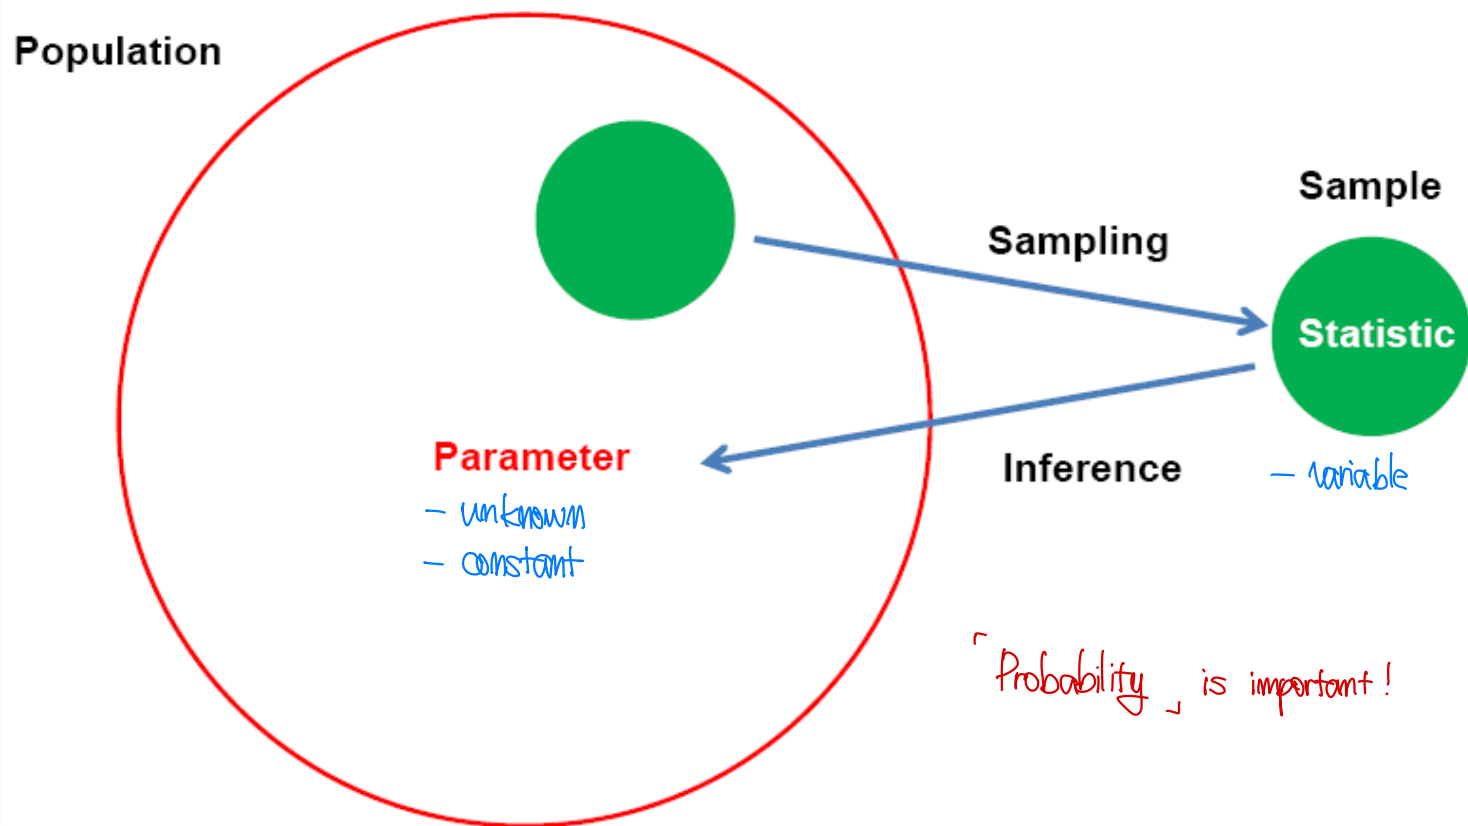 Population
Sample
Sampling
Statistic
Parameter
Inference
- variable
- unknown
- constant
「Probability」 is important!